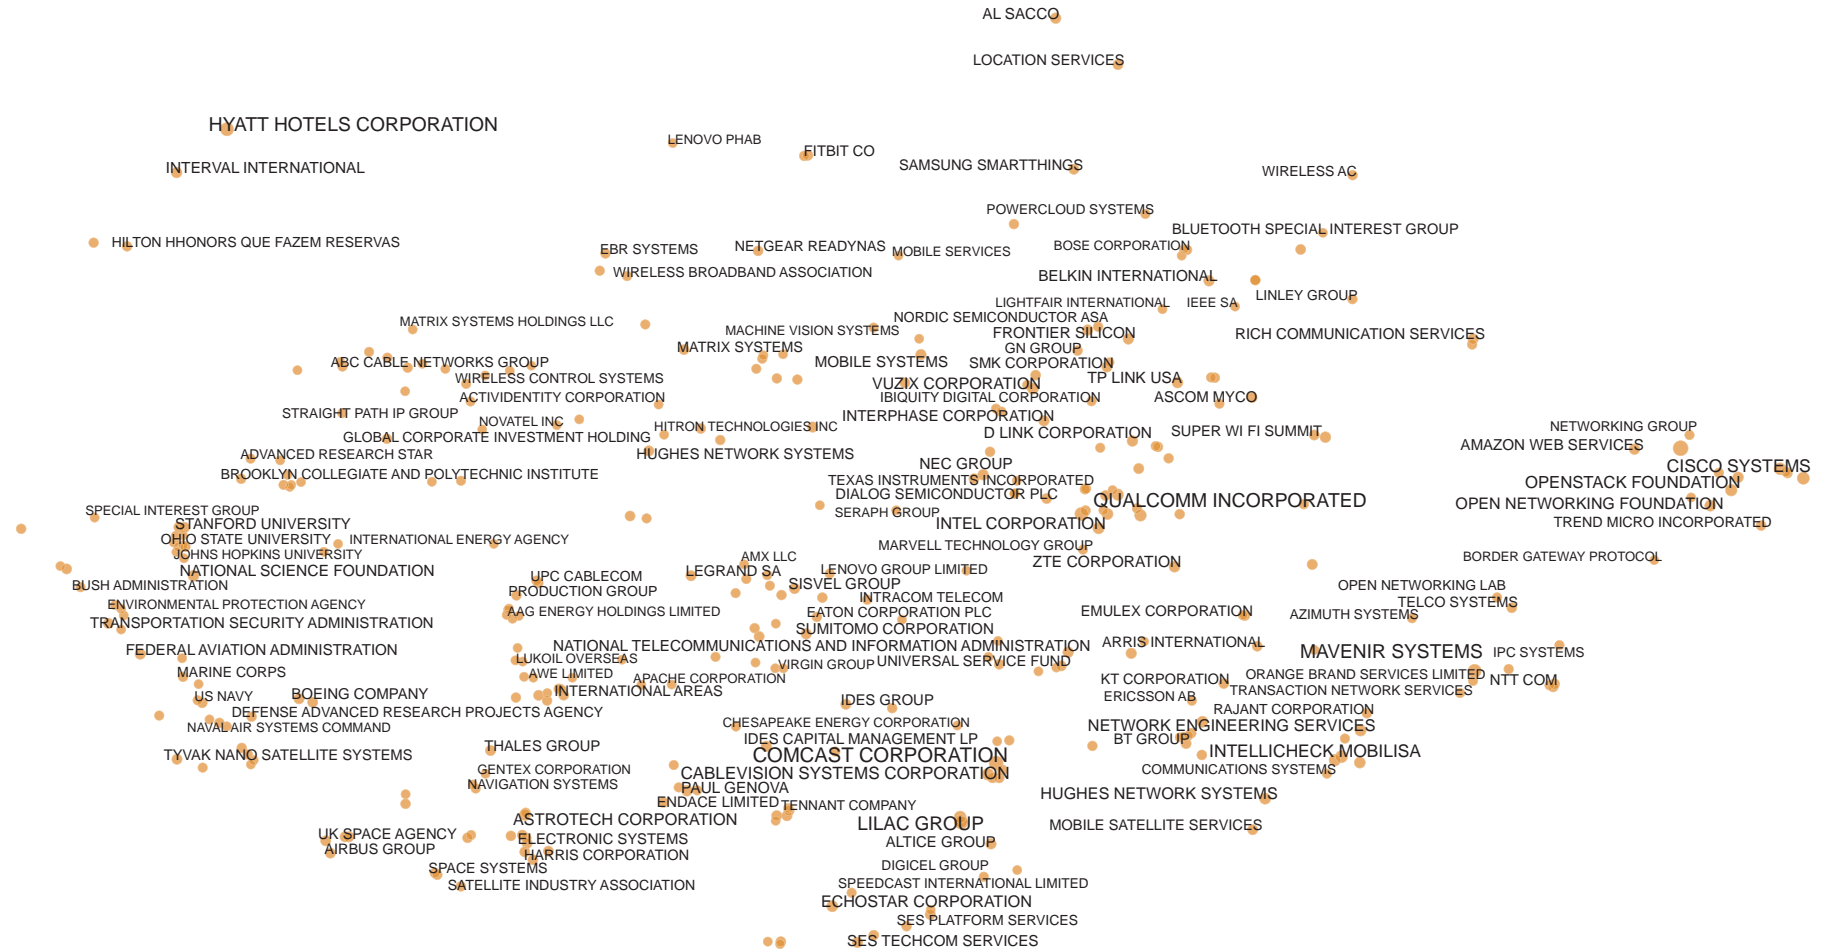 AL SACCO
LOCATION SERVICES
HYATT HOTELS CORPORATION
LENOVO PHAB
FITBIT CO
INTERVAL INTERNATIONAL
SAMSUNG SMARTTHINGS
WIRELESS AC
POWERCLOUD SYSTEMS
BLUETOOTH SPECIAL INTEREST GROUP
HILTON HHONORS QUE FAZEM RESERVAS
EBR SYSTEMS
NETGEAR READYNAS
MOBILE SERVICES
BOSE CORPORATION
WIRELESS BROADBAND ASSOCIATION
BELKIN INTERNATIONAL
LINLEY GROUP
LIGHTFAIR INTERNATIONAL
IEEE SA
MATRIX SYSTEMS HOLDINGS LLC
NORDIC SEMICONDUCTOR ASA
MACHINE VISION SYSTEMS
FRONTIER SILICON
RICH COMMUNICATION SERVICES
MATRIX SYSTEMS
GN GROUP
ABC CABLE NETWORKS GROUP
MOBILE SYSTEMS
SMK CORPORATION
WIRELESS CONTROL SYSTEMS
VUZIX CORPORATION
TP LINK USA
ACTIVIDENTITY CORPORATION
IBIQUITY DIGITAL CORPORATION
ASCOM MYCO
STRAIGHT PATH IP GROUP
NOVATEL INC
INTERPHASE CORPORATION
HITRON TECHNOLOGIES INC
NETWORKING GROUP
GLOBAL CORPORATE INVESTMENT HOLDING
D LINK CORPORATION
SUPER WI FI SUMMIT
AMAZON WEB SERVICES
ADVANCED RESEARCH STAR
HUGHES NETWORK SYSTEMS
NEC GROUP
CISCO SYSTEMS
BROOKLYN COLLEGIATE AND POLYTECHNIC INSTITUTE
TEXAS INSTRUMENTS INCORPORATED
OPENSTACK FOUNDATION
DIALOG SEMICONDUCTOR PLC
QUALCOMM INCORPORATED
OPEN NETWORKING FOUNDATION
SPECIAL INTEREST GROUP
SERAPH GROUP
STANFORD UNIVERSITY
INTEL CORPORATION
TREND MICRO INCORPORATED
OHIO STATE UNIVERSITY
INTERNATIONAL ENERGY AGENCY
MARVELL TECHNOLOGY GROUP
JOHNS HOPKINS UNIVERSITY
AMX LLC
ZTE CORPORATION
BORDER GATEWAY PROTOCOL
NATIONAL SCIENCE FOUNDATION
UPC CABLECOM
LEGRAND SA
LENOVO GROUP LIMITED
BUSH ADMINISTRATION
PRODUCTION GROUP
SISVEL GROUP
OPEN NETWORKING LAB
ENVIRONMENTAL PROTECTION AGENCY
AAG ENERGY HOLDINGS LIMITED
INTRACOM TELECOM
TELCO SYSTEMS
TRANSPORTATION SECURITY ADMINISTRATION
EATON CORPORATION PLC
EMULEX CORPORATION
AZIMUTH SYSTEMS
SUMITOMO CORPORATION
FEDERAL AVIATION ADMINISTRATION
NATIONAL TELECOMMUNICATIONS AND INFORMATION ADMINISTRATION
ARRIS INTERNATIONAL
MAVENIR SYSTEMS
IPC SYSTEMS
LUKOIL OVERSEAS
VIRGIN GROUP
UNIVERSAL SERVICE FUND
MARINE CORPS
AWE LIMITED
APACHE CORPORATION
KT CORPORATION
ORANGE BRAND SERVICES LIMITED
NTT COM
US NAVY
BOEING COMPANY
INTERNATIONAL AREAS
IDES GROUP
ERICSSON AB
TRANSACTION NETWORK SERVICES
DEFENSE ADVANCED RESEARCH PROJECTS AGENCY
RAJANT CORPORATION
NAVAL AIR SYSTEMS COMMAND
CHESAPEAKE ENERGY CORPORATION
NETWORK ENGINEERING SERVICES
THALES GROUP
IDES CAPITAL MANAGEMENT LP
BT GROUP
TYVAK NANO SATELLITE SYSTEMS
COMCAST CORPORATION
INTELLICHECK MOBILISA
GENTEX CORPORATION
CABLEVISION SYSTEMS CORPORATION
COMMUNICATIONS SYSTEMS
NAVIGATION SYSTEMS
PAUL GENOVA
HUGHES NETWORK SYSTEMS
ENDACE LIMITED
TENNANT COMPANY
ASTROTECH CORPORATION
LILAC GROUP
MOBILE SATELLITE SERVICES
UK SPACE AGENCY
ELECTRONIC SYSTEMS
ALTICE GROUP
AIRBUS GROUP
HARRIS CORPORATION
SPACE SYSTEMS
DIGICEL GROUP
SATELLITE INDUSTRY ASSOCIATION
SPEEDCAST INTERNATIONAL LIMITED
ECHOSTAR CORPORATION
SES PLATFORM SERVICES
SES TECHCOM SERVICES